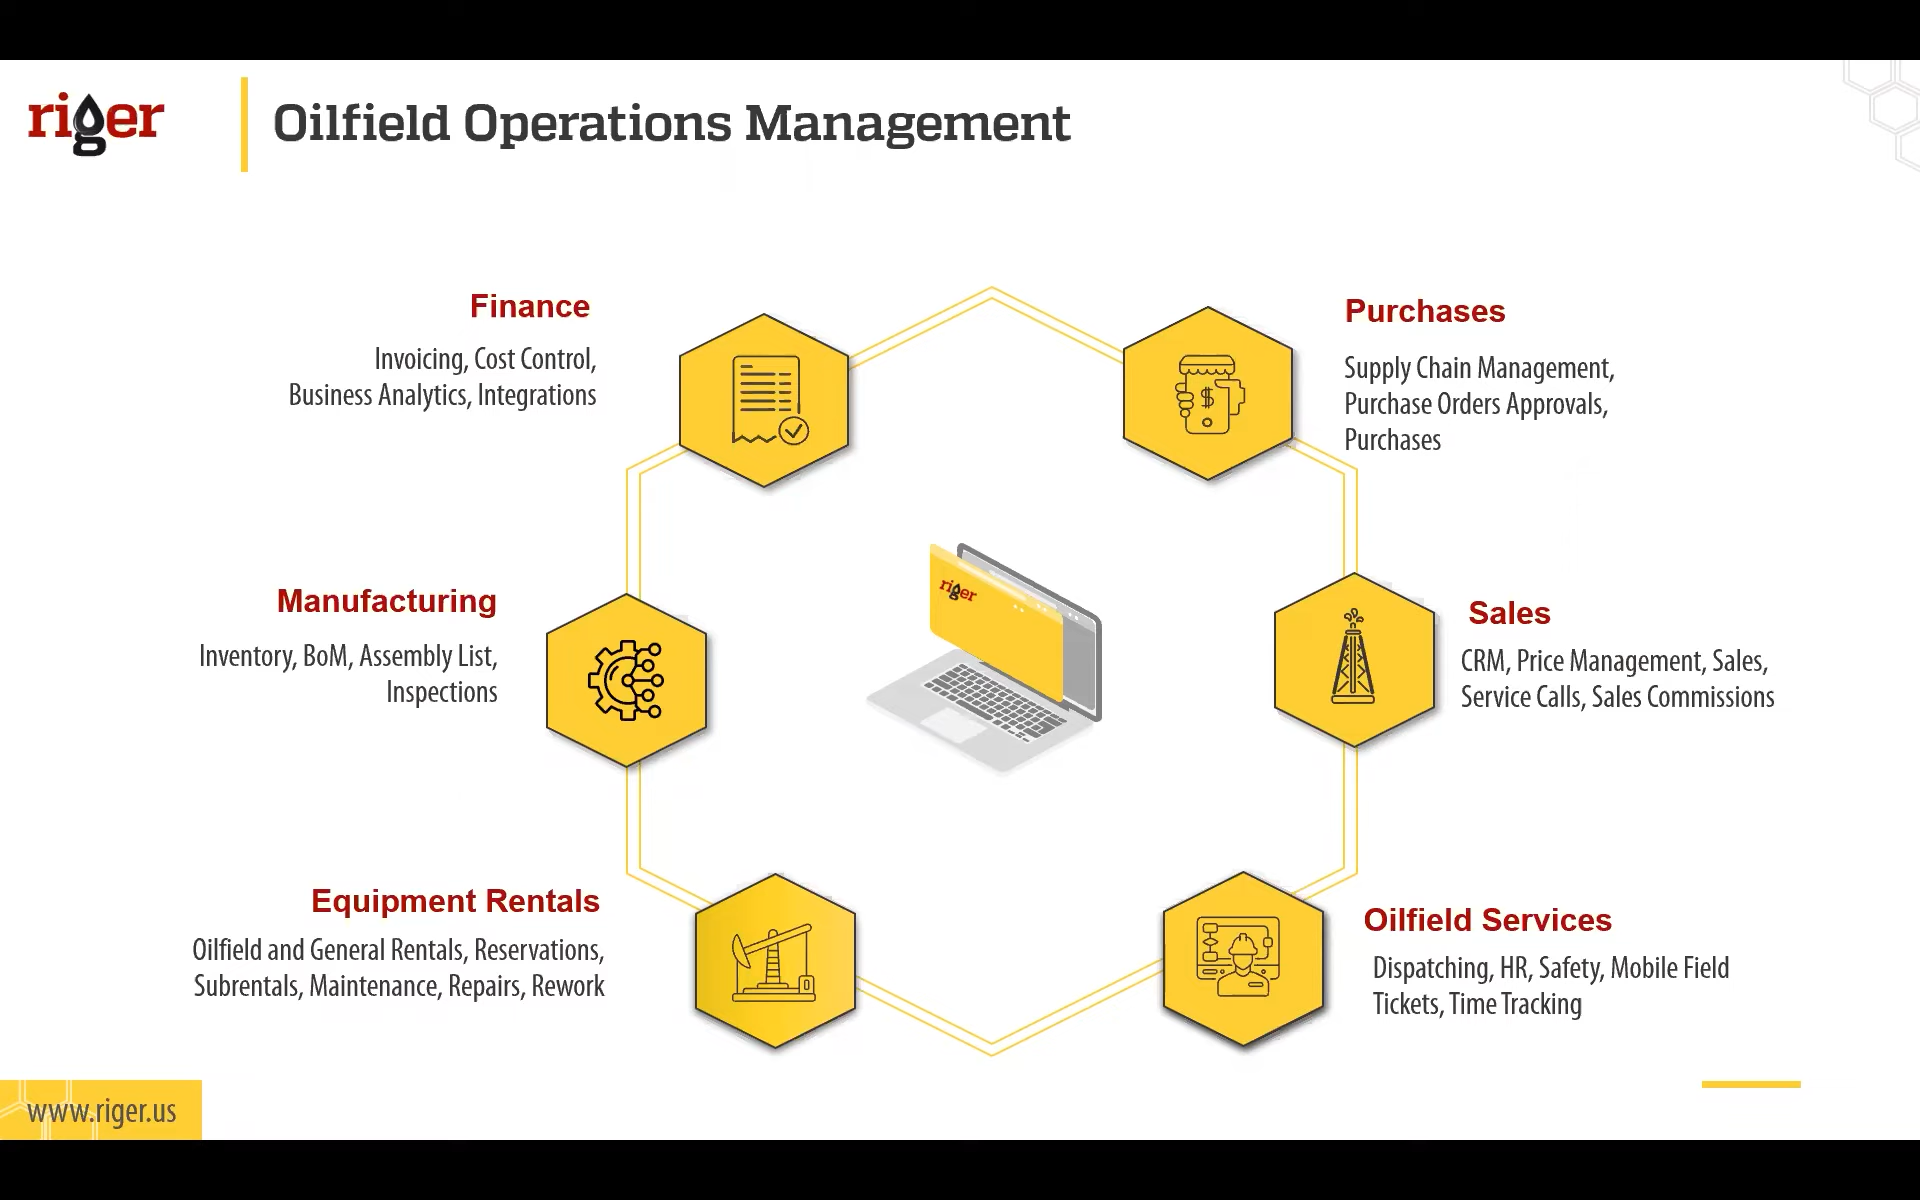 riger
Oilfield Operations Management
Finance
Invoicing, Cost Control,
Business Analytics, Integrations
Purchases
Supply Chain Management,
Purchase Orders Approvals,
Purchases
$
riger
Manufacturing
Inventory, BoM, Assembly List,
Inspections
Sales
CRM, Price Management, Sales,
Service Calls, Sales Commissions
Equipment Rentals
Oilfield and General Rentals, Reservations,
Subrentals, Maintenance, Repairs, Rework
Oilfield Services
Dispatching, HR, Safety, Mobile Field
Tickets, Time Tracking
www.riger.us